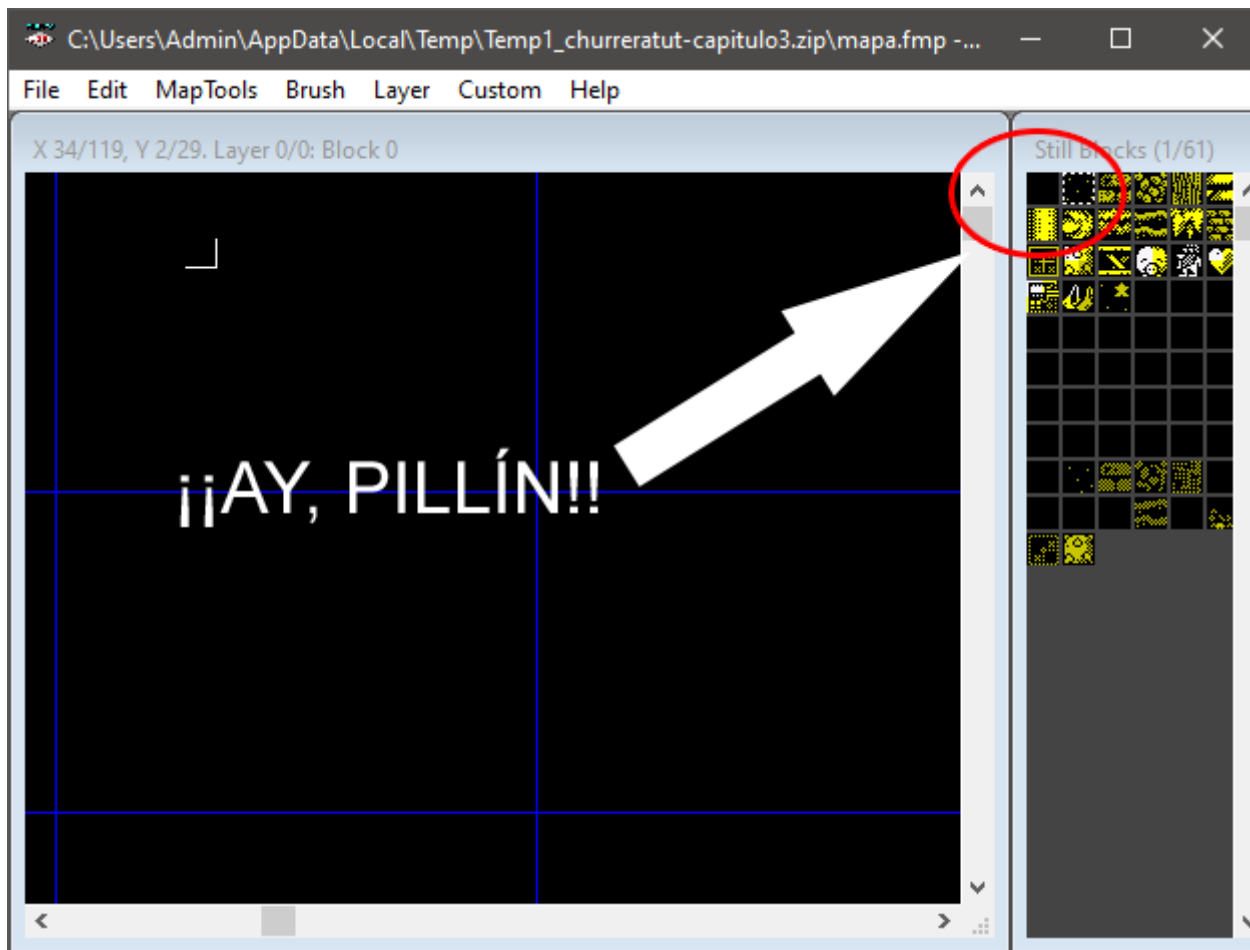 C:\Users\Admin\AppData\Local\Temp\Temp1_churreratut-capitulo3.zip\mapa.fmp -...
File Edit MapTools Brush Layer Custom Help
X 34/119, Y 2/29. Layer 0/0: Block 0
Still Blocks (1/61)
¡¡AY, PILLÍN!!